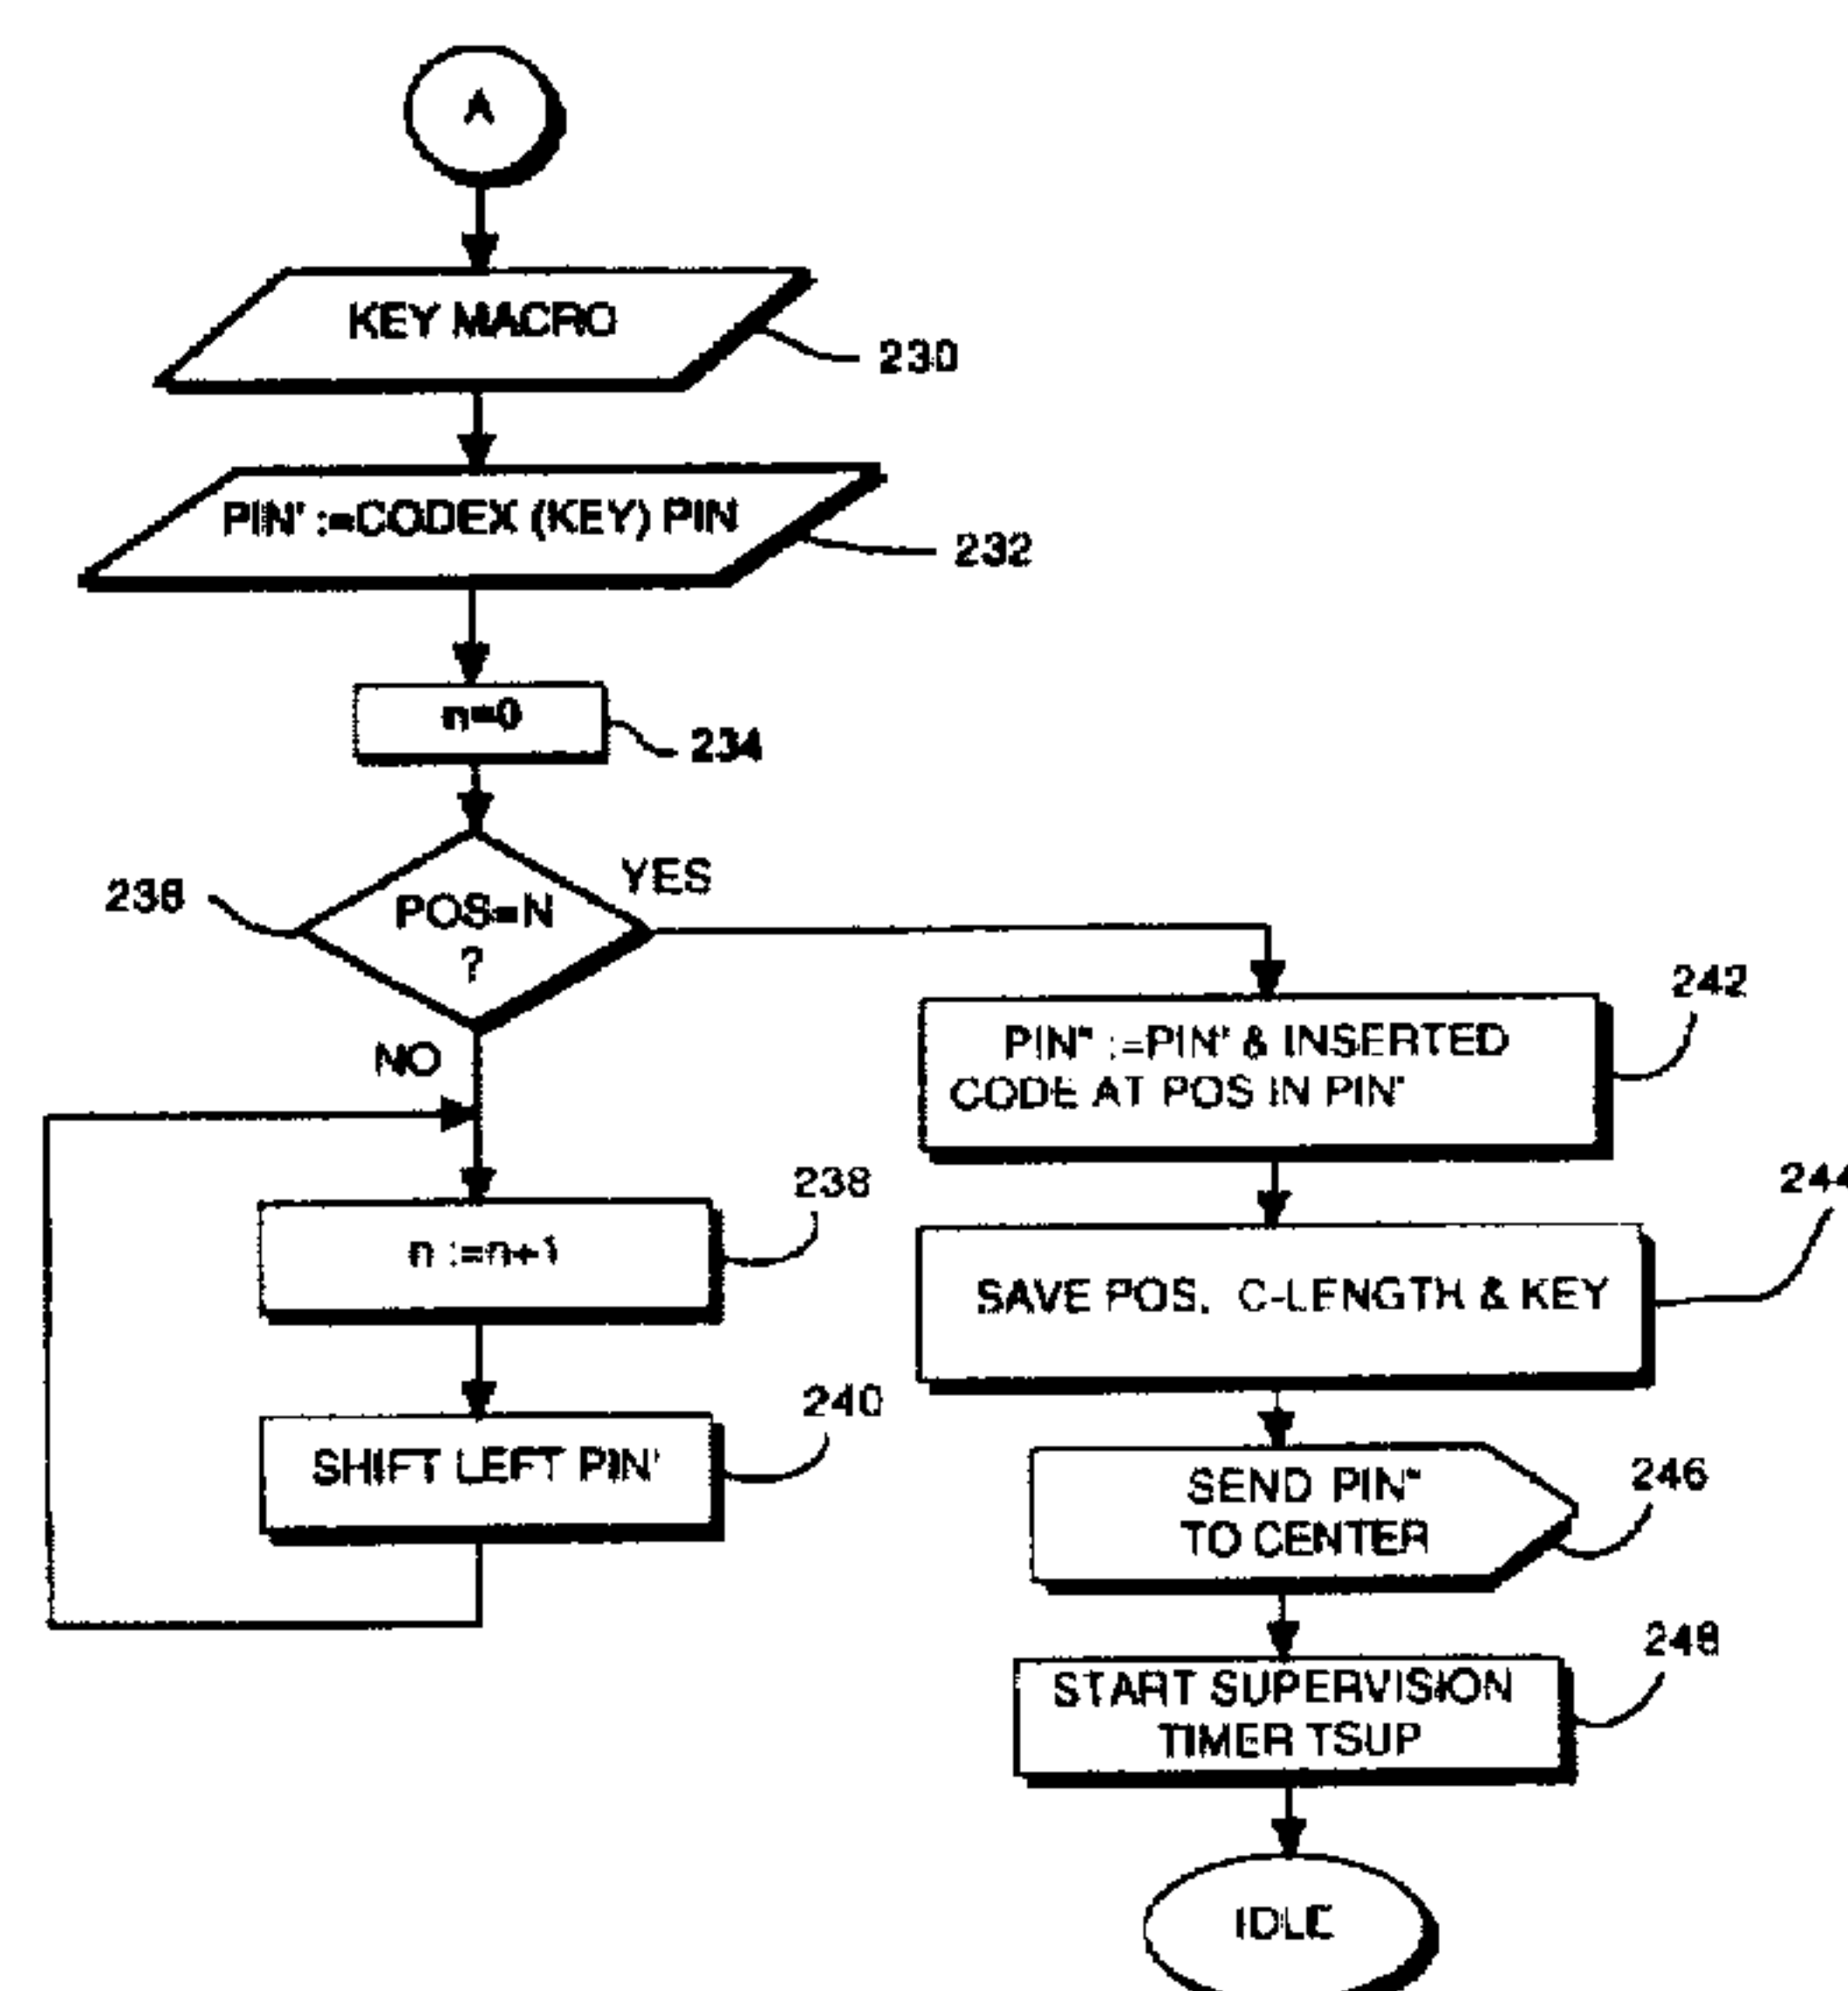 A
KEY MACRO
230
PIN' :=CODEX (KEY) PIN
232
n=0
234
236
POS=N
?
YES
NO
n :=n+1
238
SHIFT LEFT PIN'
240
242
PIN" :=PIN' & INSERTED
CODE AT POS IN PIN"
244
SAVE POS, C-LENGTH & KEY
SEND PIN"
TO CENTER
246
START SUPERVISION
TIMER TSUP
248
IDLE